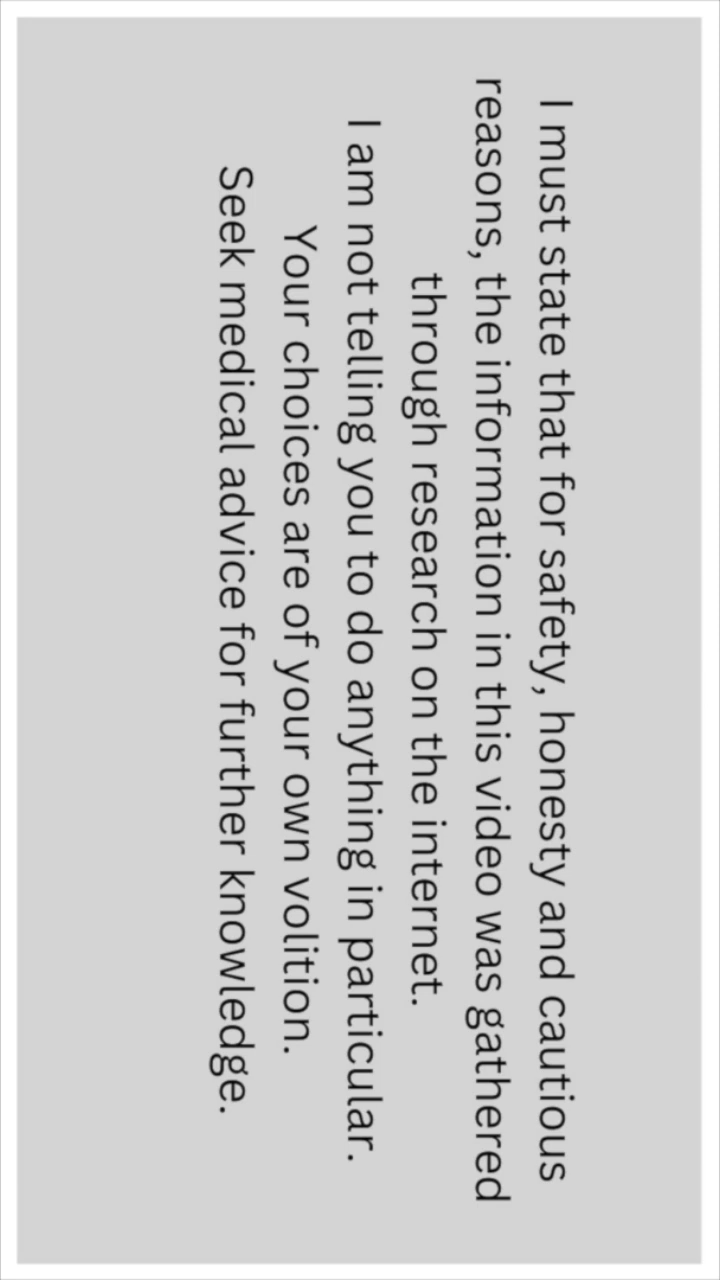 I must state that for safety, honesty and cautious
reasons, the information in this video was gathered
through research on the internet.
I am not telling you to do anything in particular.
Your choices are of your own volition.
Seek medical advice for further knowledge.